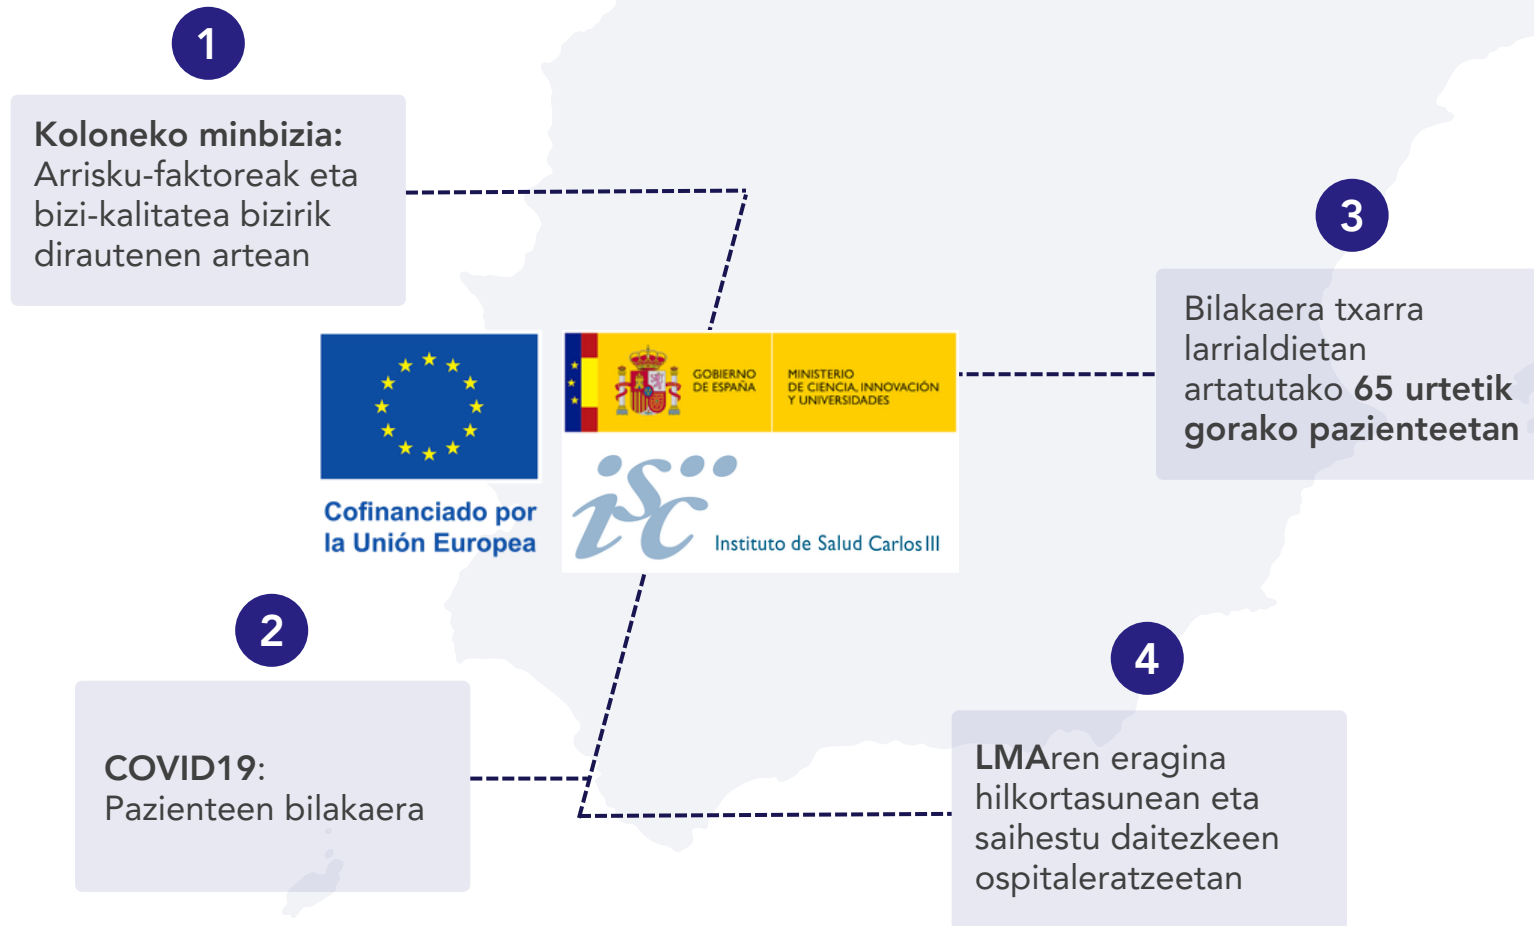 1
Koloneko minbizia:
Arrisku-faktoreak eta
bizi-kalitatea bizirik
dirautenen artean
3
Bilakaera txarra
larrialdietan
artatutako 65 urtetik
gorako pazienteetan
Cofinanciado por
la Unión Europea
GOBIERNO
DE ESPAÑA
MINISTERIO
DE CIENCIA, INNOVACIÓN
Y UNIVERSIDADES
isciii
Instituto de Salud Carlos III
2
COVID19:
Pazienteen bilakaera
4
LMAren eragina
hilkortasunean eta
saihestu daitezkeen
ospitaleratzeetan